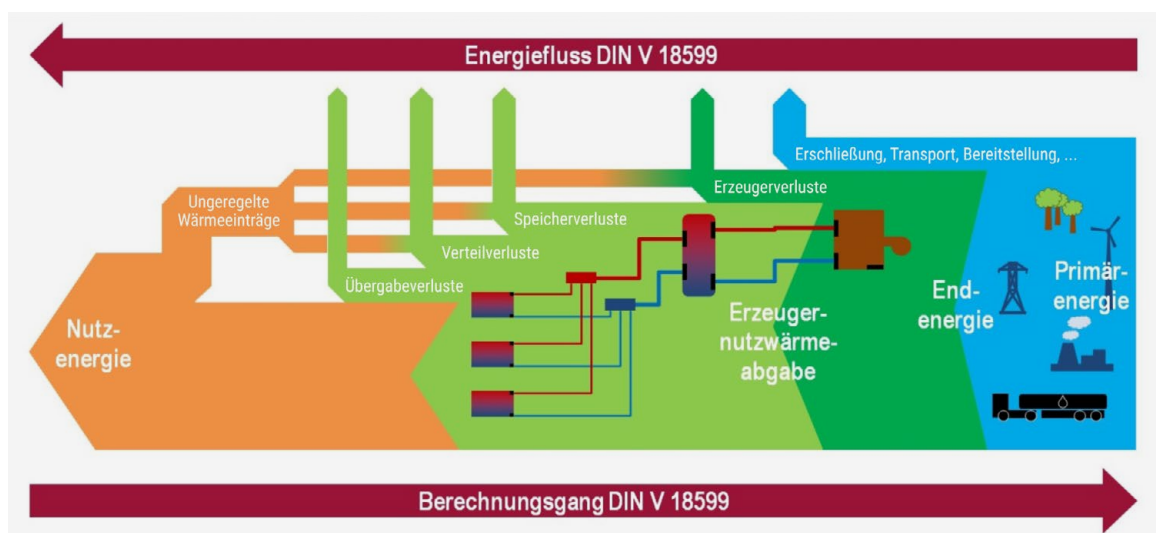 Energiefluss DIN V 18599
Erschließung, Transport, Bereitstellung, ...
Erzeugerverluste
Ungeregelte
Wärmeeinträge
Speicherverluste
Verteilverluste
Übergabeverluste
Nutz-
energie
Erzeuger-
nutzwärme-
abgabe
End-
energie
Primär-
energie
Berechnungsgang DIN V 18599